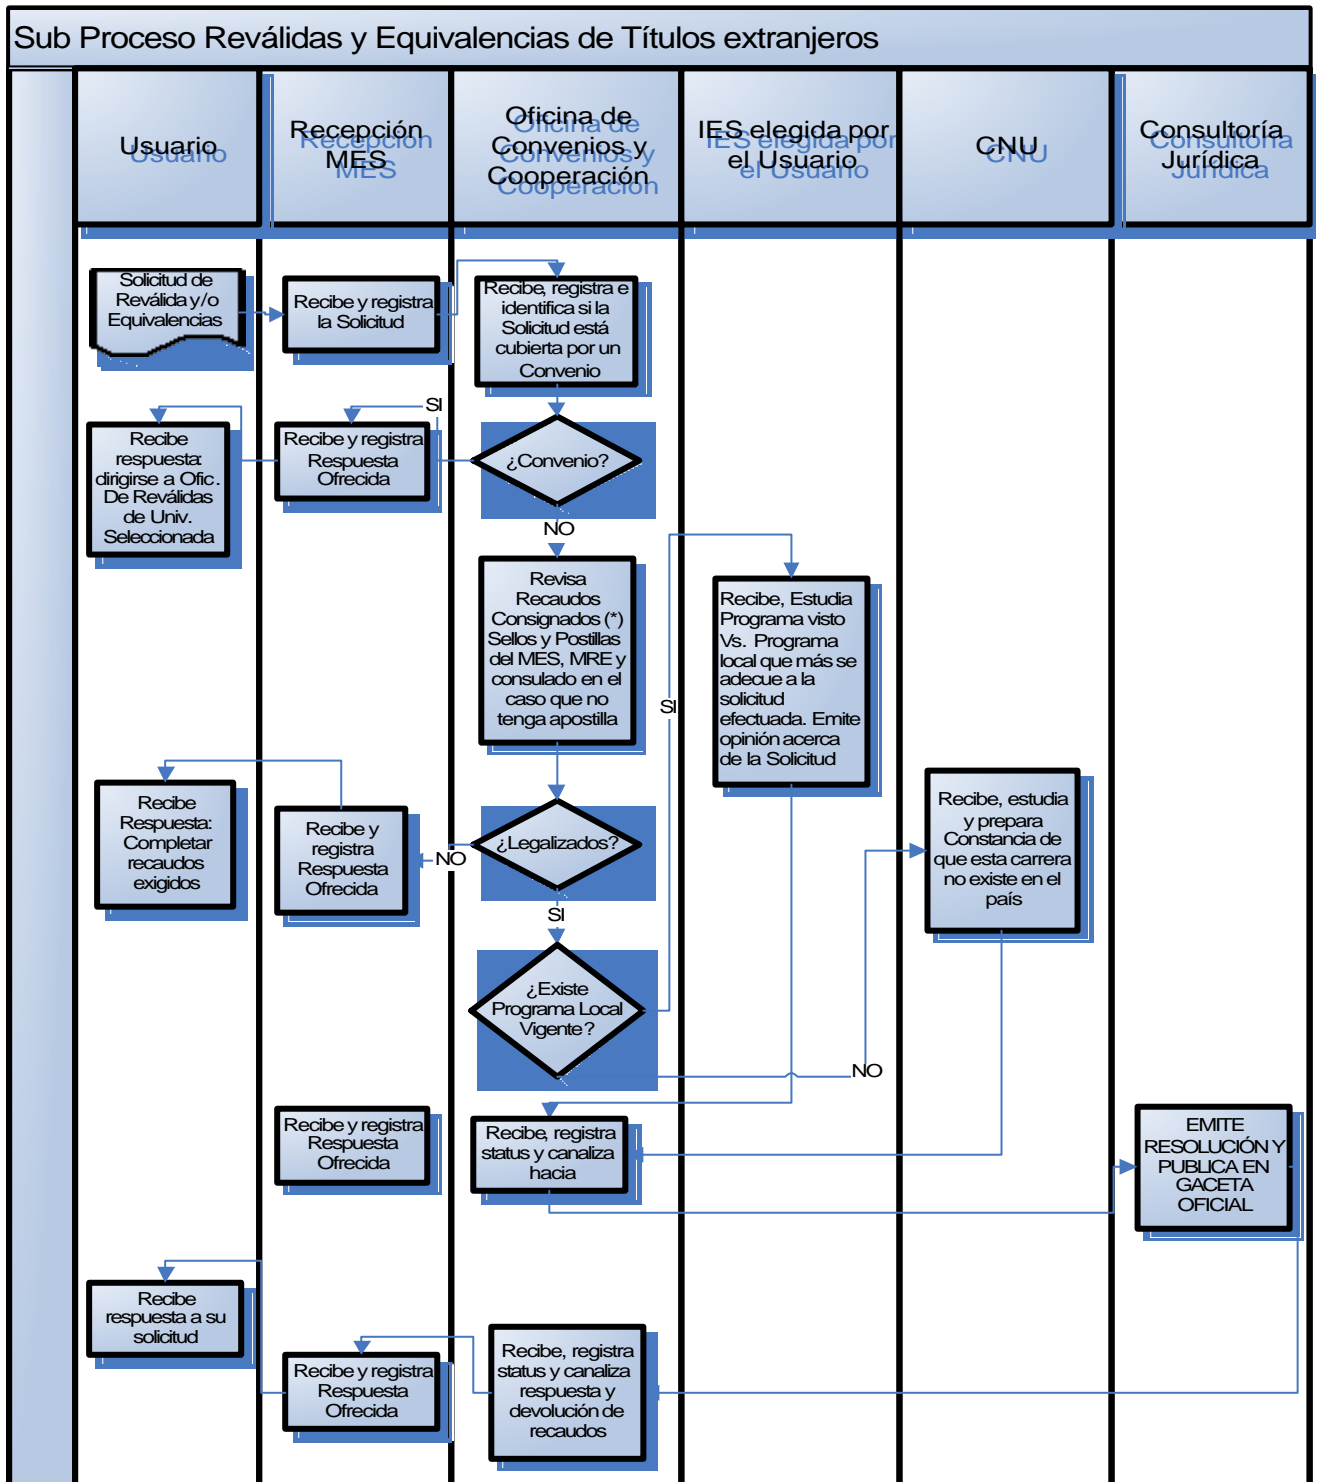 Sub Proceso Reválidas y Equivalencias de Títulos extranjeros
Usuario
Recepción
MES
Oficina de
Convenios y
Cooperación
IES elegida por
el Usuario
CNU
Consultoría
Jurídica
Solicitud de
Reválida y/o
Equivalencias
Recibe y registra
la Solicitud
Recibe, registra e
identifica si la
Solicitud está
cubierta por un
Convenio
SI
Recibe
respuesta:
dirigirse a Ofic.
De Reválidas
de Univ.
Seleccionada
Recibe y registra
Respuesta
Ofrecida
¿Convenio?
NO
Revisa
Recaudos
Consignados (*)
Sellos y Postillas
del MES, MRE y
consulado en el
caso que no
tenga apostilla
SI
Recibe, Estudia
Programa visto
Vs. Programa
local que más se
adecue a la
solicitud
efectuada. Emite
opinión acerca
de la Solicitud
Recibe
Respuesta:
Completar
recaudos
exigidos
Recibe y
registra
Respuesta
Ofrecida
NO
¿Legalizados?
SI
Recibe, estudia
y prepara
Constancia de
que esta carrera
no existe en el
país
¿Existe
Programa Local
Vigente?
NO
Recibe y registra
Respuesta
Ofrecida
Recibe, registra
status y canaliza
hacia
EMITE
RESOLUCIÓN Y
PUBLICA EN
GACETA
OFICIAL
Recibe
respuesta a su
solicitud
Recibe y registra
Respuesta
Ofrecida
Recibe, registra
status y canaliza
respuesta y
devolución de
recaudos